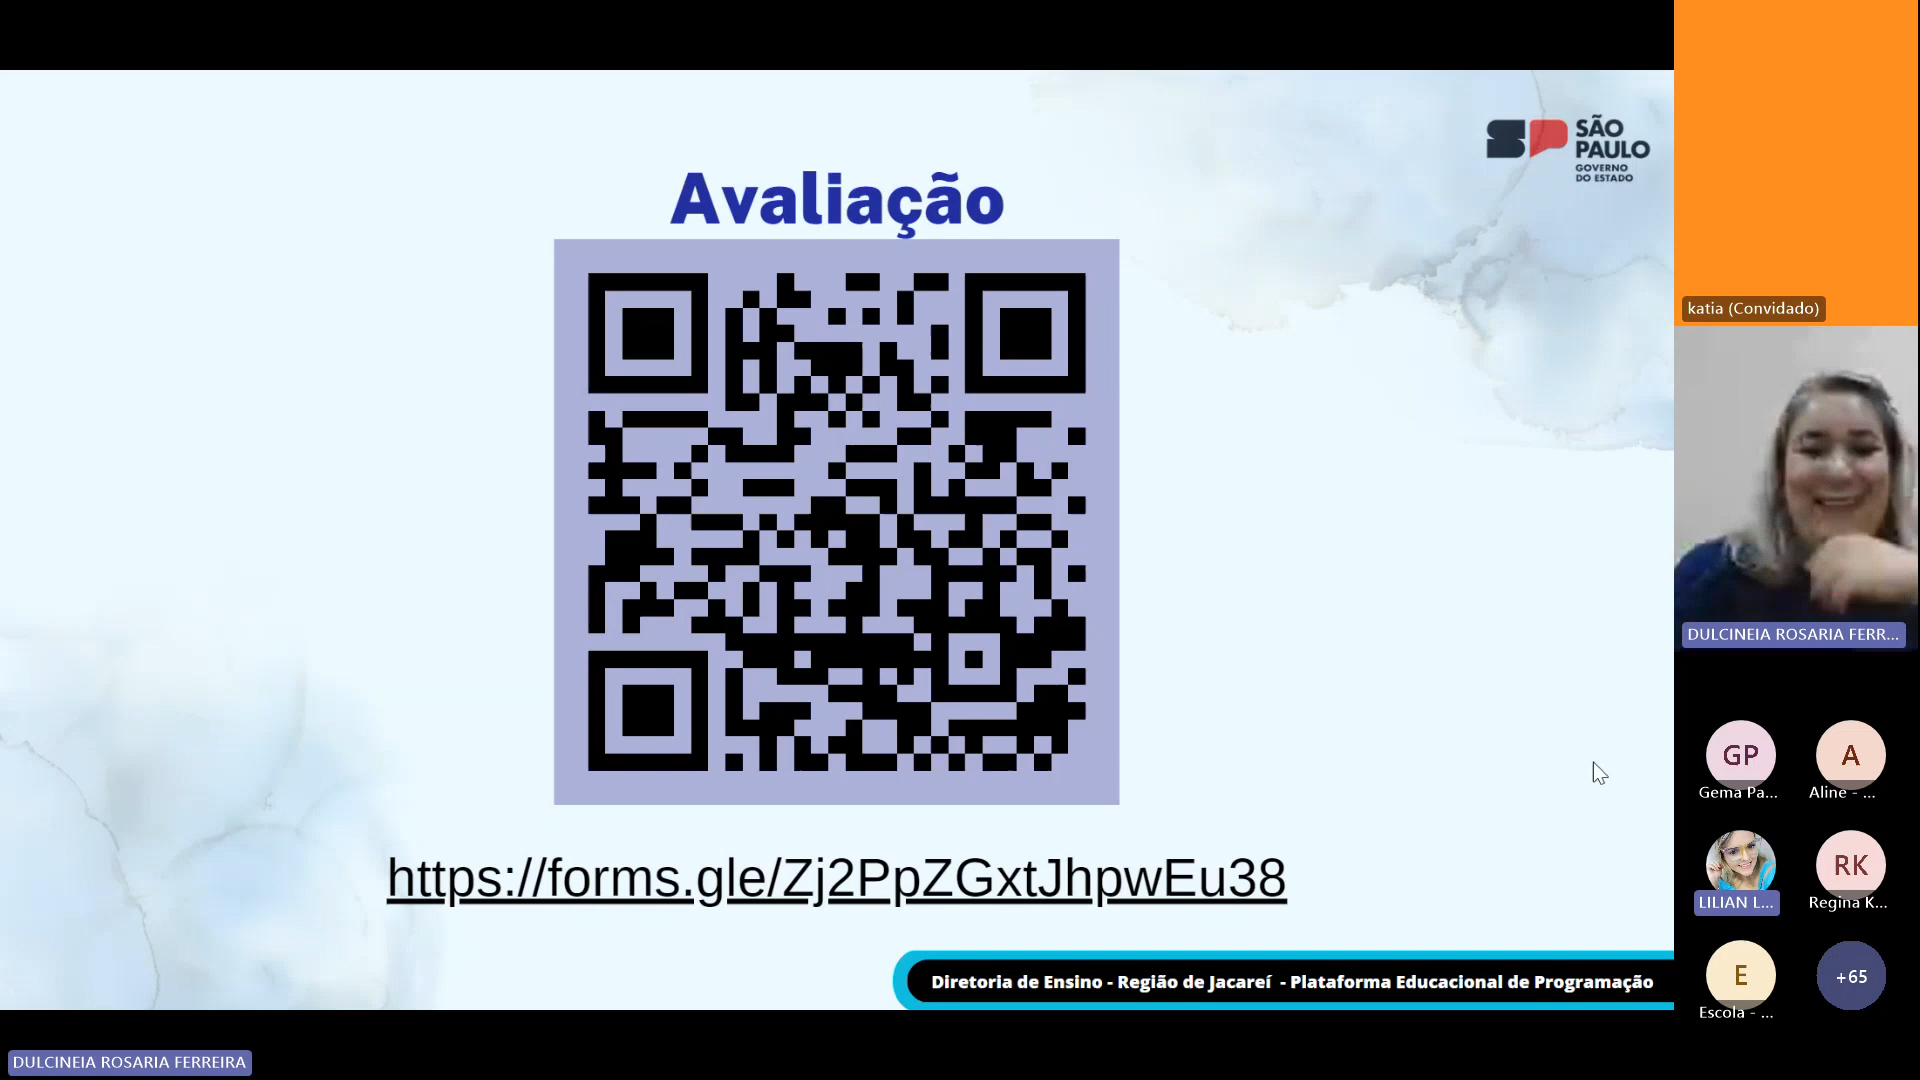 SÃO
PAULO
GOVERNO
DO ESTADO
Avaliação
https://forms.gle/Zj2PpZGxtJhpwEu38
Diretoria de Ensino - Região de Jacareí - Plataforma Educacional de Programação
DULCINEIA ROSARIA FERREIRA
katia (Convidado)
DULCINEIA ROSARIA FERR...
GP
Gema Pa...
A
Aline - ...
LILIAN L...
RK
Regina K...
E
Escola - ...
+65